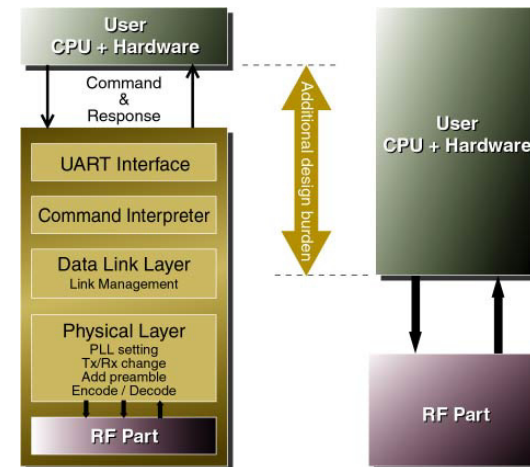 User
CPU + Hardware
Command
&
Response
UART Interface
Command Interpreter
Data Link Layer
Link Management
Physical Layer
PLL setting
Tx/Rx change
Add preamble
Encode / Decode
RF Part
Additional design burden
User
CPU + Hardware
RF Part